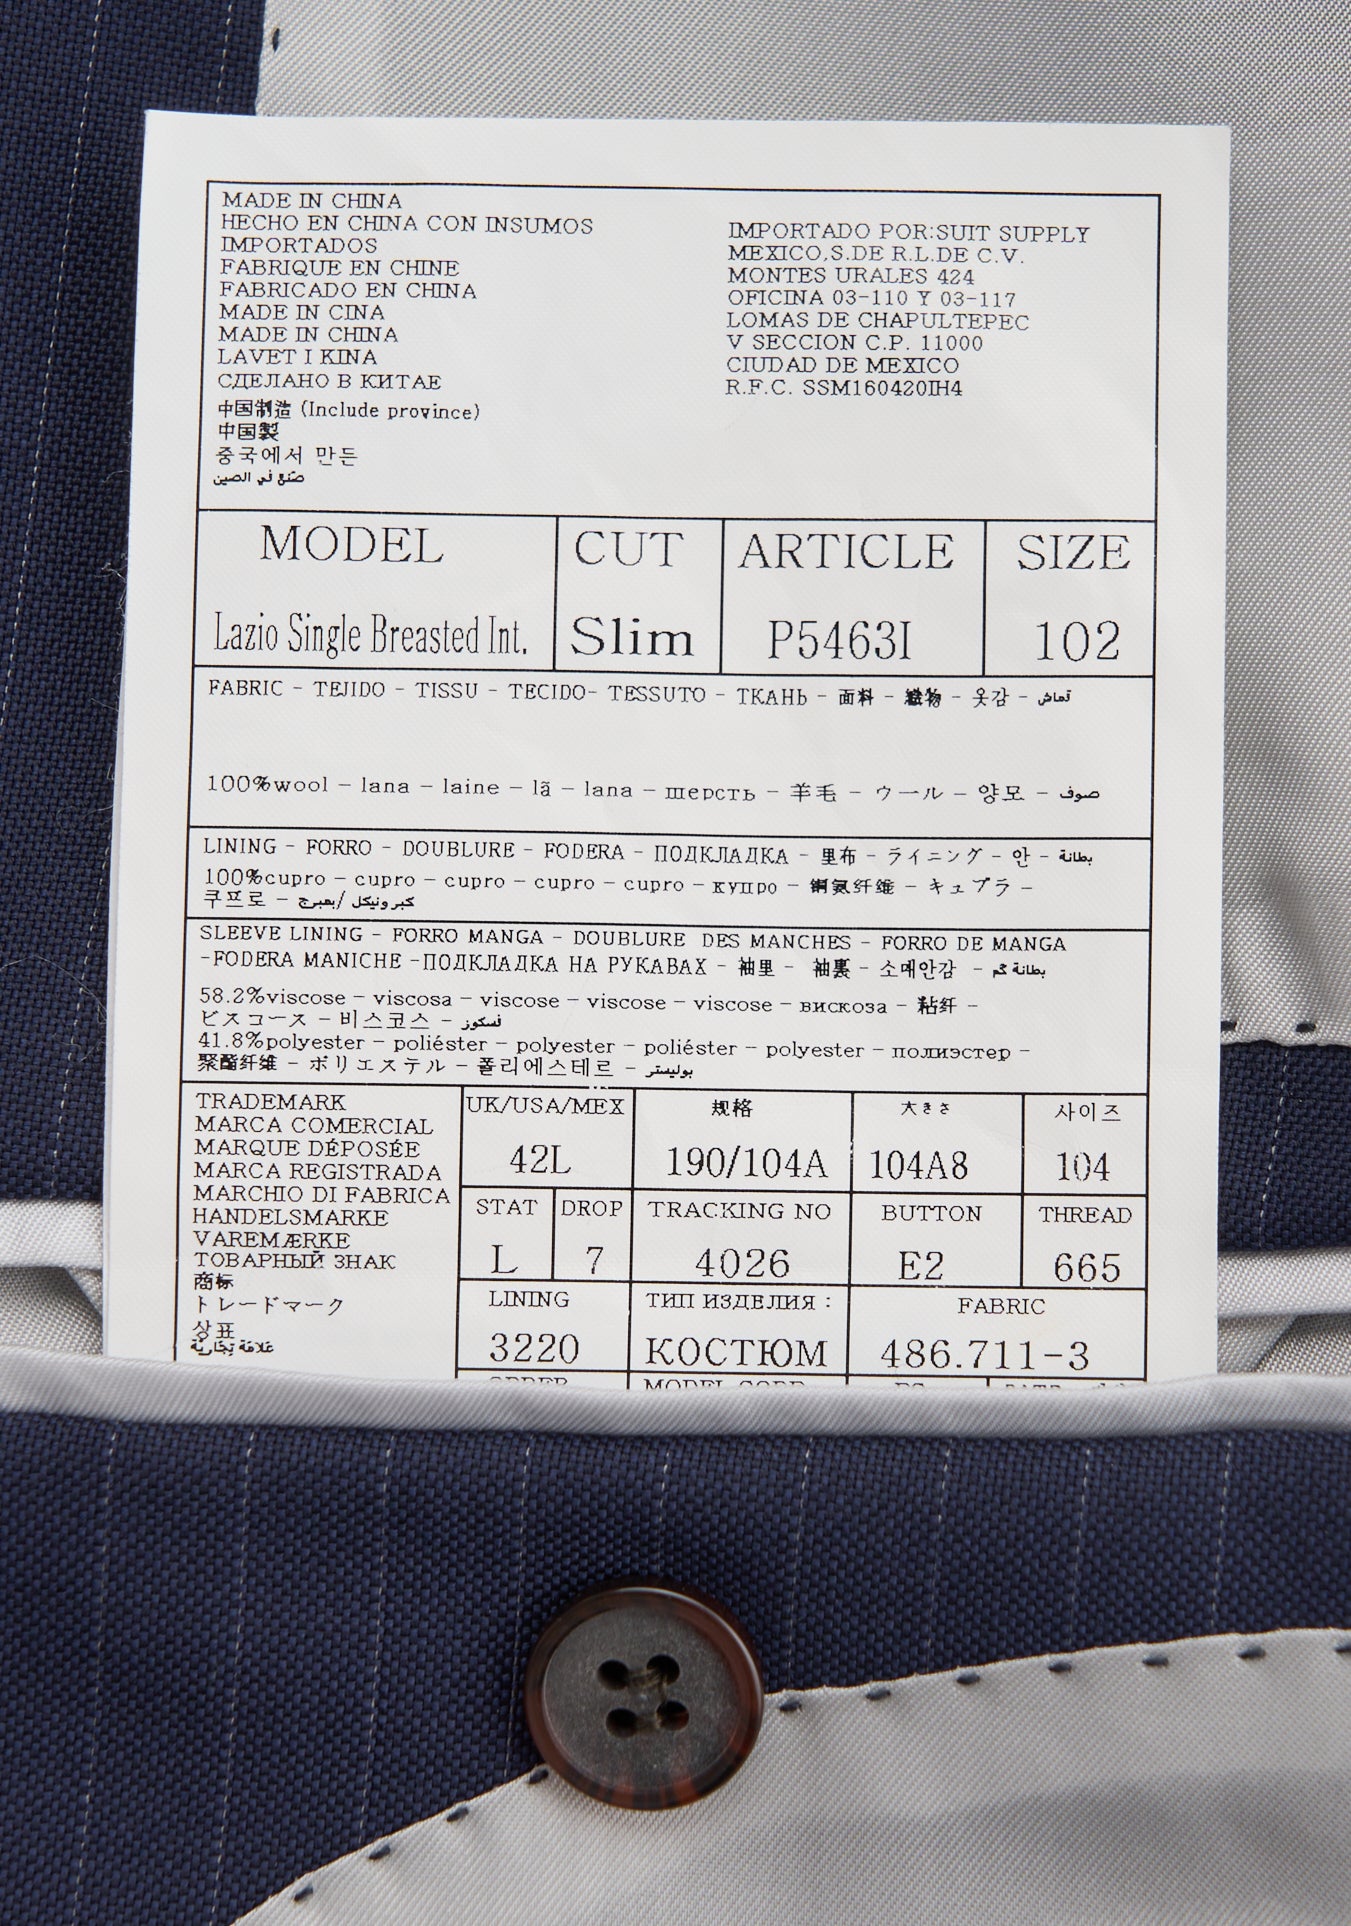 MADE IN CHINA
HECHO EN CHINA CON INSUMOS
IMPORTADOS
FABRIQUE EN CHINE
FABRICADO EN CHINA
MADE IN CINA
MADE IN CHINA
LAVET I KINA
СДЕЛАНО В КИТАЕ
中国制造 (Include province)
中国製
중국에서 만든
صنع في الصين
IMPORTADO POR:SUIT SUPPLY
MEXICO,S.DE R.L.DE C.V.
MONTES URALES 424
OFICINA 03-110 Y 03-117
LOMAS DE CHAPULTEPEC
V SECCION C.P. 11000
CIUDAD DE MEXICO
R.F.C. SSM160420IH4
MODEL CUT ARTICLE SIZE
Lazio Single Breasted Int. Slim P5463I 102
FABRIC - TEJIDO - TISSU - TECIDO- TESSUTO - ТКАНЬ - 面料 - 織物 - 옷감 - قماش
100%wool - lana - laine - lã - lana - шерсть - 羊毛 - ウール - 양모 - صوف
LINING - FORRO - DOUBLURE - FODERA - ПОДКЛАДКА - 里布 - ライニング - 안 - بطانة
100%cupro - cupro - cupro - cupro - cupro - купро - 铜氨纤维 - キュプラ -
쿠프로 - كبرونيكل /بمبرج
SLEEVE LINING - FORRO MANGA - DOUBLURE DES MANCHES - FORRO DE MANGA
-FODERA MANICHE -ПОДКЛАДКА НА РУКАВАХ - 袖里 - 袖裏 - 소매안감 - بطانة كم
58.2%viscose - viscosa - viscose - viscose - viscose - вискоза - 粘纤 -
ビスコース - 비스코스 - فسكوز
41.8%polyester - poliéster - polyester - poliéster - polyester - полиэстер -
聚酯纤维 - ポリエステル - 폴리에스테르 - بوليستر
TRADEMARK
MARCA COMERCIAL
MARQUE DÉPOSÉE
MARCA REGISTRADA
MARCHIO DI FABRICA
HANDELSMARKE
VAREMÆRKE
ТОВАРНЫЙ ЗНАК
商标
トレードマーク
상표
علامة تجارية
UK/USA/MEX 规格 大きさ 사이즈
42L 190/104A 104A8 104
STAT DROP TRACKING NO BUTTON THREAD
L 7 4026 E2 665
LINING ТИП ИЗДЕЛИЯ : FABRIC
3220 КОСТЮМ 486.711-3